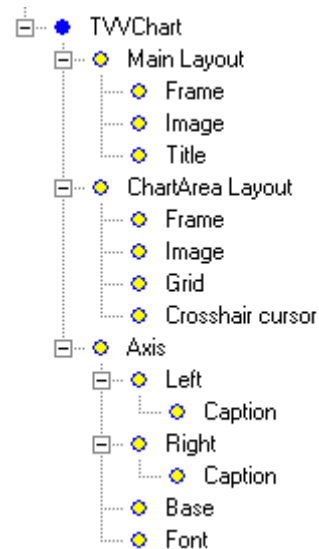 TVVChart
Main Layout
Frame
Image
Title
ChartArea Layout
Frame
Image
Grid
Crosshair cursor
Axis
Left
Caption
Right
Caption
Base
Font